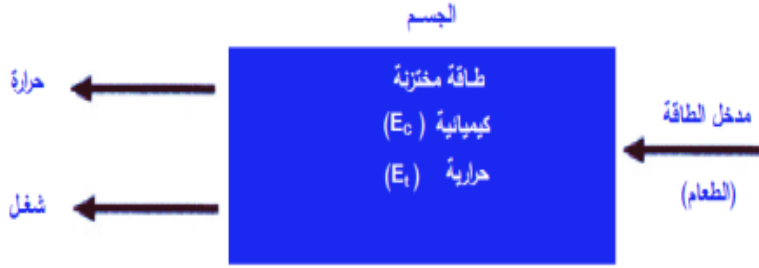 الجسم
مدخل الطاقة
(الطعام)
طاقة مختزنة
كيميائية (Ec)
حرارية (Et)
حرارة
شغل